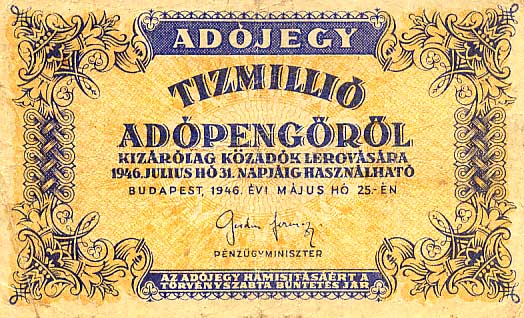 ADÓJEGY
TIZMILLIÓ
ADÓPENGŐRŐL
KIZÁRÓLAG KÖZADÓK LEROVÁSÁRA
1946. JULIUS HÓ 31. NAPJÁIG HASZNÁLHATÓ
BUDAPEST, 1946. ÉVI MÁJUS HÓ 25.-ÉN
PÉNZÜGYMINISZTER
AZ ADÓJEGY HAMISITÁSÁÉRT A
TÖRVÉNYSZABTA BÜNTETÉS JÁR